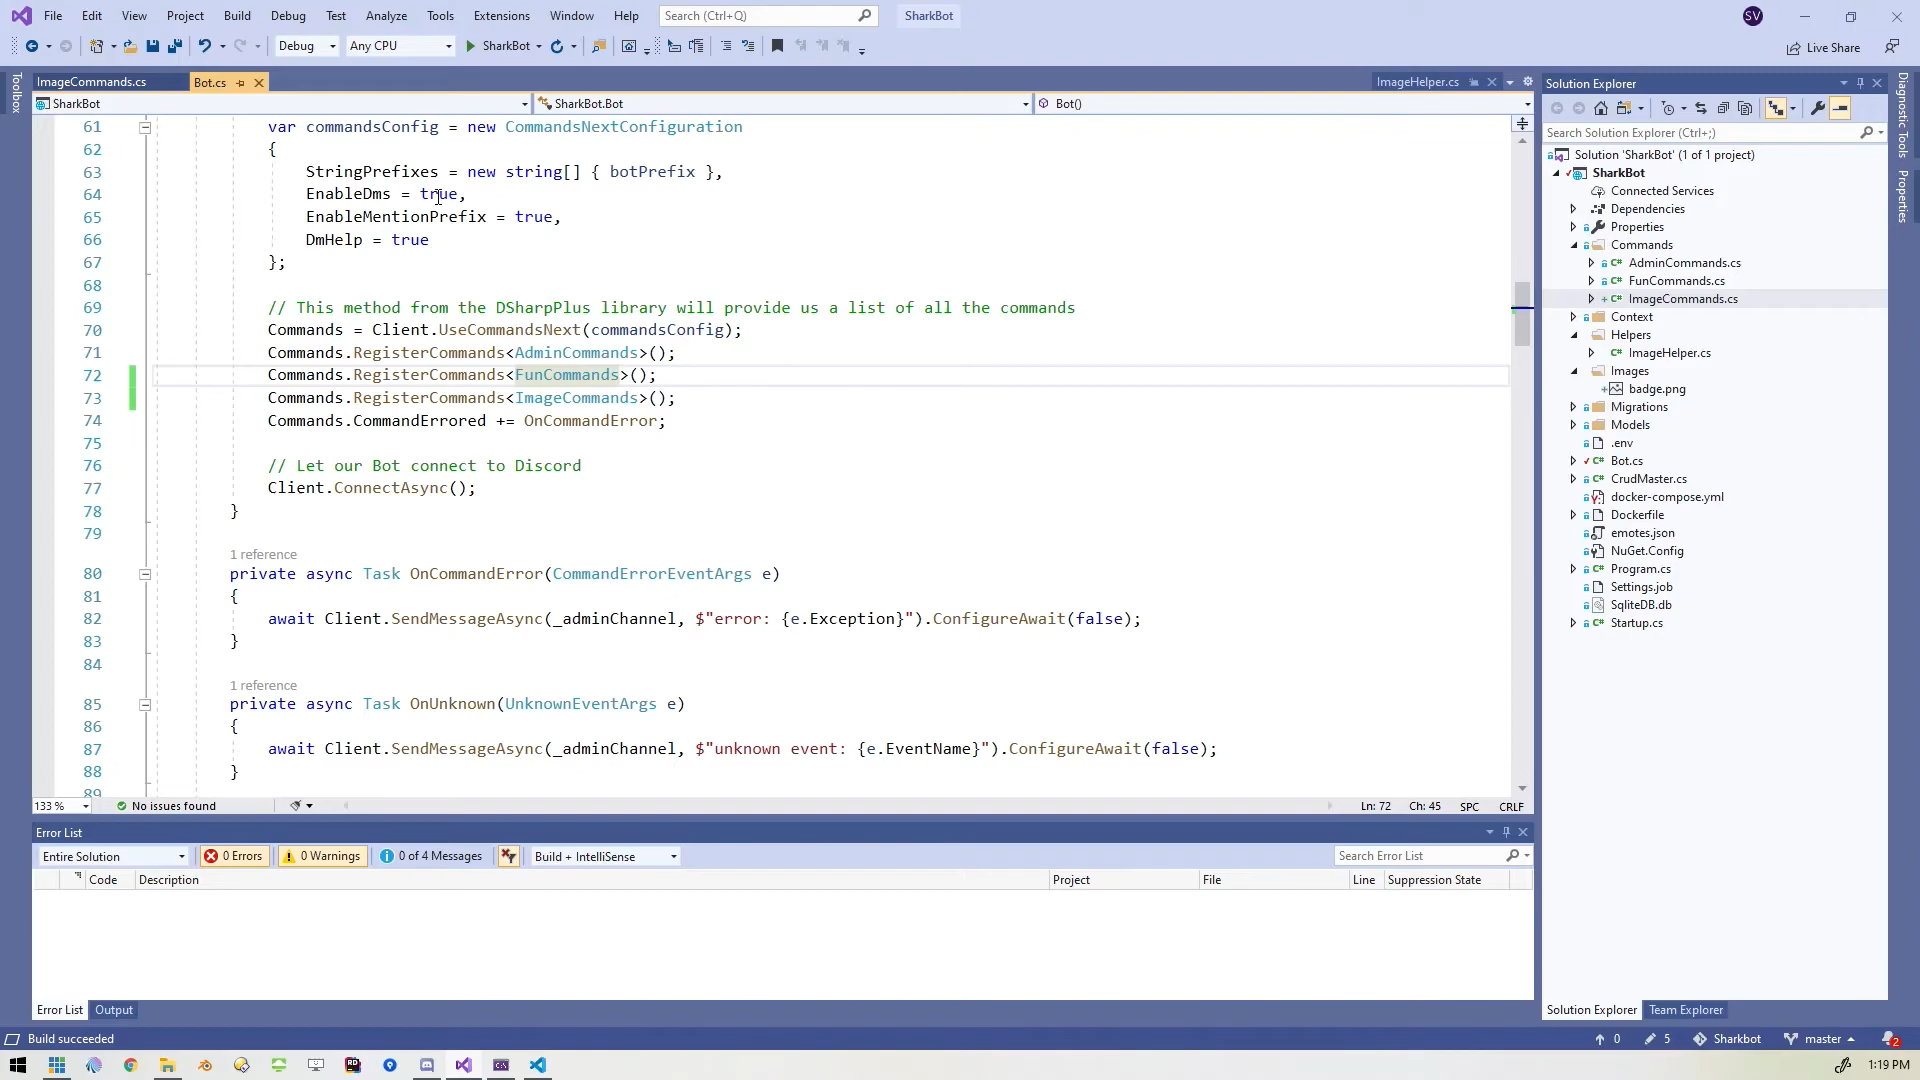 File Edit View Project Build Debug Test Analyze Tools Extensions Window Help Search (Ctrl+Q) SharkBot SV
Debug Any CPU SharkBot Live Share
Toolbox
ImageCommands.cs Bot.cs ImageHelper.cs
SharkBot SharkBot.Bot Bot()
61 var commandsConfig = new CommandsNextConfiguration
62 {
63 StringPrefixes = new string[] { botPrefix },
64 EnableDms = true,
65 EnableMentionPrefix = true,
66 DmHelp = true
67 };
68
69 // This method from the DSharpPlus library will provide us a list of all the commands
70 Commands = Client.UseCommandsNext(commandsConfig);
71 Commands.RegisterCommands<AdminCommands>();
72 Commands.RegisterCommands<FunCommands>();
73 Commands.RegisterCommands<ImageCommands>();
74 Commands.CommandErrored += OnCommandError;
75
76 // Let our Bot connect to Discord
77 Client.ConnectAsync();
78 }
79
1 reference
80 private async Task OnCommandError(CommandErrorEventArgs e)
81 {
82 await Client.SendMessageAsync(_adminChannel, $"error: {e.Exception}").ConfigureAwait(false);
83 }
84
1 reference
85 private async Task OnUnknown(UnknownEventArgs e)
86 {
87 await Client.SendMessageAsync(_adminChannel, $"unknown event: {e.EventName}").ConfigureAwait(false);
88 }
89
133 % No issues found Ln: 72 Ch: 45 SPC CRLF
Error List
Entire Solution 0 Errors 0 Warnings 0 of 4 Messages Build + IntelliSense Search Error List
Code Description Project File Line Suppression State
Error List Output
Solution Explorer
Search Solution Explorer (Ctrl+;)
Solution 'SharkBot' (1 of 1 project)
SharkBot
Connected Services
Dependencies
Properties
Commands
AdminCommands.cs
FunCommands.cs
ImageCommands.cs
Context
Helpers
ImageHelper.cs
Images
badge.png
Migrations
Models
.env
Bot.cs
CrudMaster.cs
docker-compose.yml
Dockerfile
emotes.json
NuGet.Config
Program.cs
Settings.job
SqliteDB.db
Startup.cs
Solution Explorer Team Explorer
Diagnostic Tools
Properties
Build succeeded 0 5 Sharkbot master 2
1:19 PM